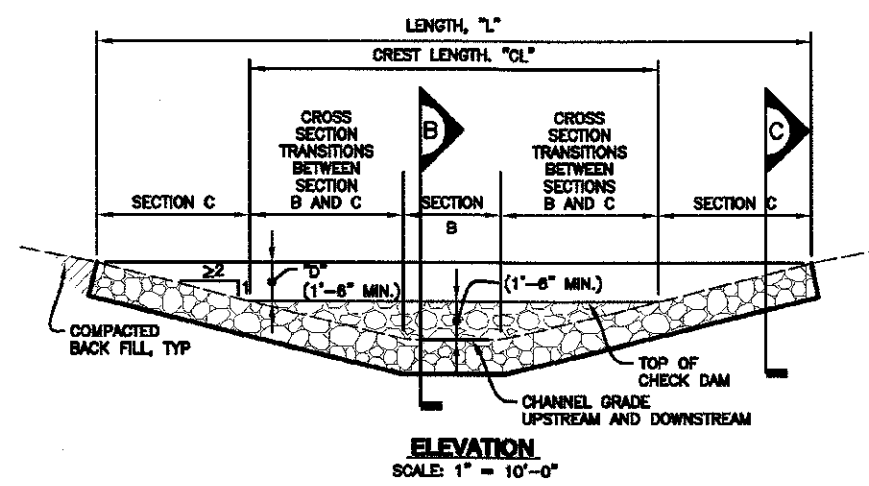 LENGTH, "L"
CREST LENGTH. "CL"
CROSS
SECTION
TRANSITIONS
BETWEEN
SECTION
B AND C
B
CROSS
SECTION
TRANSITIONS
BETWEEN
SECTIONS
B AND C
C
SECTION C
SECTION
B
SECTION C
≥2
1
"D"
(1'-6" MIN.)
(1'-6" MIN.)
COMPACTED
BACK FILL, TYP
TOP OF
CHECK DAM
CHANNEL GRADE
UPSTREAM AND DOWNSTREAM
ELEVATION
SCALE: 1" = 10'-0"